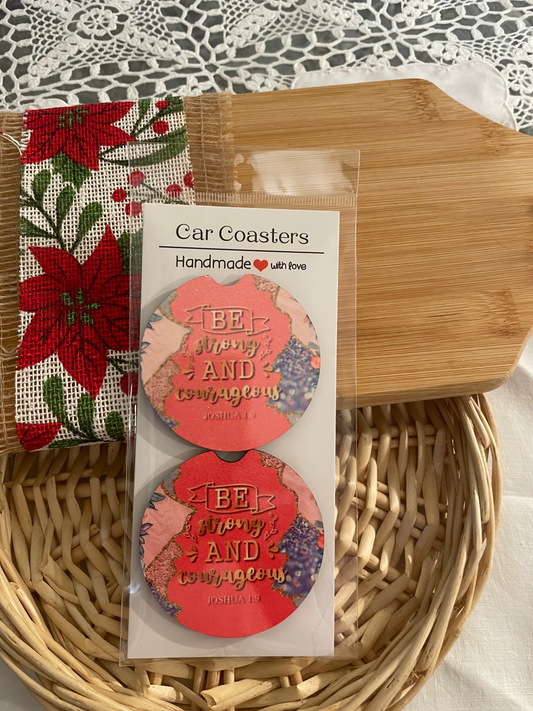 Car Coasters
Handmade with love
BE
strong
AND
courageous
JOSHUA 1:9
BE
strong
AND
courageous
JOSHUA 1:9